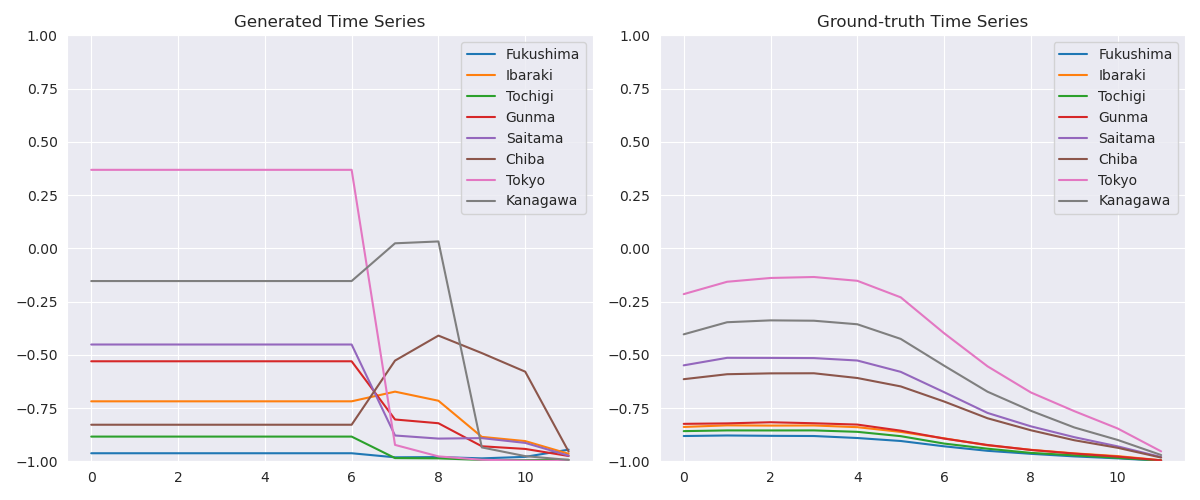 Generated Time Series
1.00
0.75
0.50
0.25
0.00
−0.25
−0.50
−0.75
−1.00
0 2 4 6 8 10
Fukushima
Ibaraki
Tochigi
Gunma
Saitama
Chiba
Tokyo
Kanagawa
Ground-truth Time Series
1.00
0.75
0.50
0.25
0.00
−0.25
−0.50
−0.75
−1.00
0 2 4 6 8 10
Fukushima
Ibaraki
Tochigi
Gunma
Saitama
Chiba
Tokyo
Kanagawa